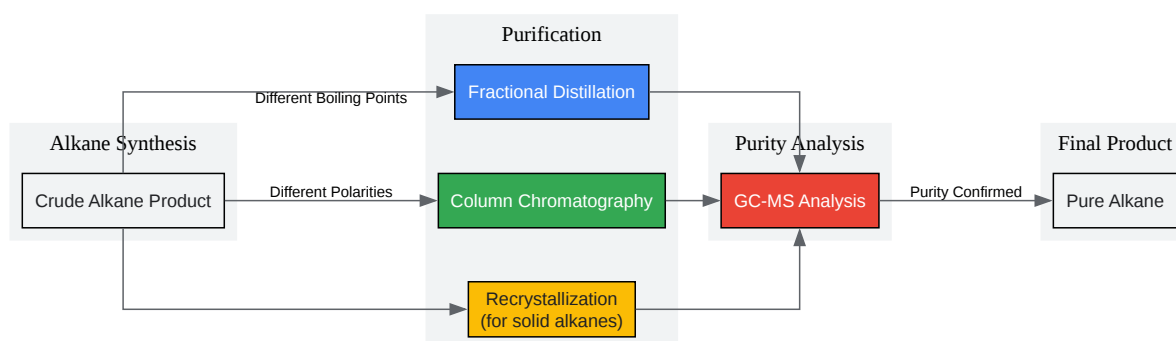 Purification
Fractional Distillation
Different Boiling Points
Alkane Synthesis
Purity Analysis
Final Product
Crude Alkane Product
Different Polarities
Column Chromatography
GC-MS Analysis
Purity Confirmed
Pure Alkane
Recrystallization
(for solid alkanes)